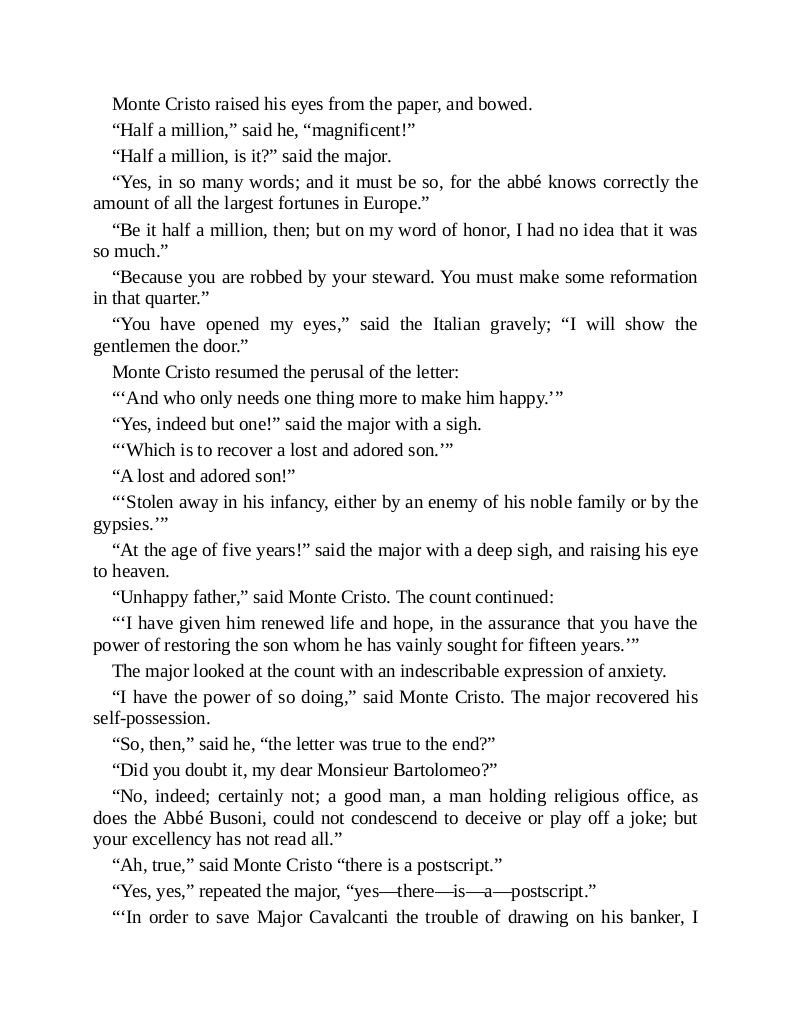 Monte Cristo raised his eyes from the paper, and bowed.
“Half a million,” said he, “magnificent!”
“Half a million, is it?” said the major.
“Yes, in so many words; and it must be so, for the abbé knows correctly the
amount of all the largest fortunes in Europe.”
“Be it half a million, then; but on my word of honor, I had no idea that it was
so much.”
“Because you are robbed by your steward. You must make some reformation
in that quarter.”
“You have opened my eyes,” said the Italian gravely; “I will show the
gentlemen the door.”
Monte Cristo resumed the perusal of the letter:
“‘And who only needs one thing more to make him happy.’”
“Yes, indeed but one!” said the major with a sigh.
“‘Which is to recover a lost and adored son.’”
“A lost and adored son!”
“‘Stolen away in his infancy, either by an enemy of his noble family or by the
gypsies.’”
“At the age of five years!” said the major with a deep sigh, and raising his eye
to heaven.
“Unhappy father,” said Monte Cristo. The count continued:
“‘I have given him renewed life and hope, in the assurance that you have the
power of restoring the son whom he has vainly sought for fifteen years.’”
The major looked at the count with an indescribable expression of anxiety.
“I have the power of so doing,” said Monte Cristo. The major recovered his
self-possession.
“So, then,” said he, “the letter was true to the end?”
“Did you doubt it, my dear Monsieur Bartolomeo?”
“No, indeed; certainly not; a good man, a man holding religious office, as
does the Abbé Busoni, could not condescend to deceive or play off a joke; but
your excellency has not read all.”
“Ah, true,” said Monte Cristo “there is a postscript.”
“Yes, yes,” repeated the major, “yes—there—is—a—postscript.”
“‘In order to save Major Cavalcanti the trouble of drawing on his banker, I